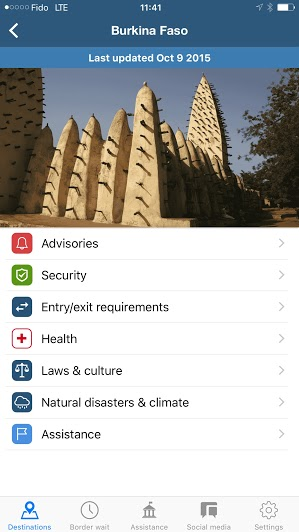 Fido LTE 11:41
Burkina Faso
Last updated Oct 9 2015
Advisories
Security
Entry/exit requirements
Health
Laws & culture
Natural disasters & climate
Assistance
Destinations Border wait Assistance Social media Settings